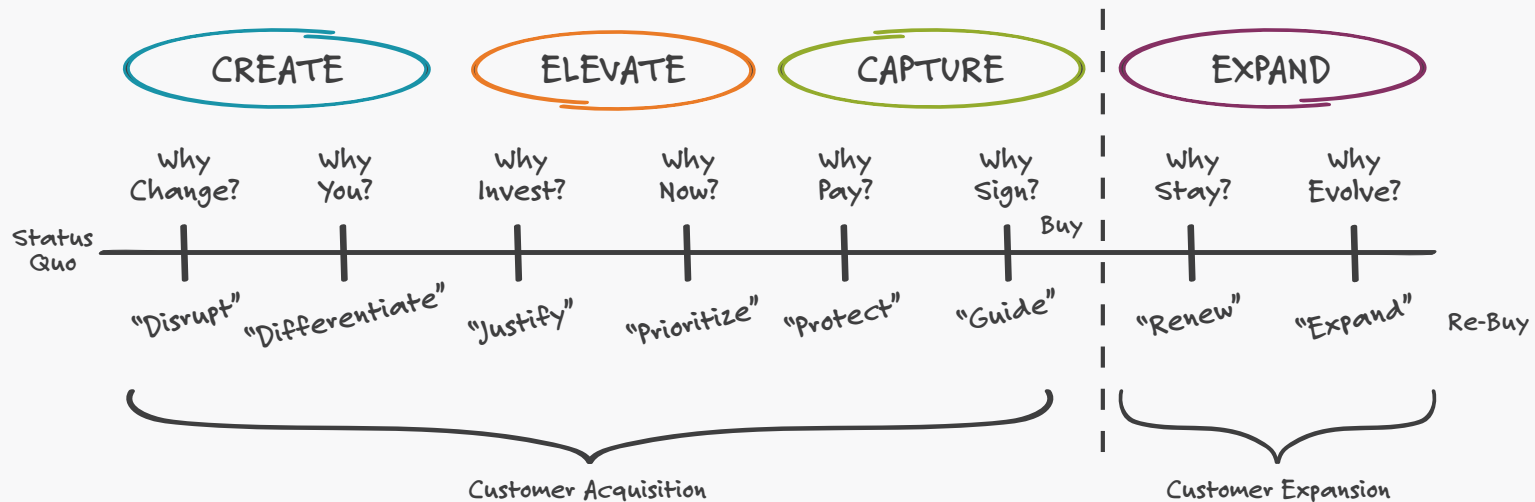 CREATE
ELEVATE
CAPTURE
EXPAND
Why
Change?
Why
You?
Why
Invest?
Why
Now?
Why
Pay?
Why
Sign?
Why
Stay?
Why
Evolve?
Status
Quo
Buy
"Disrupt"
"Differentiate"
"Justify"
"Prioritize"
"Protect"
"Guide"
"Renew"
"Expand"
Re-Buy
Customer Acquisition
Customer Expansion